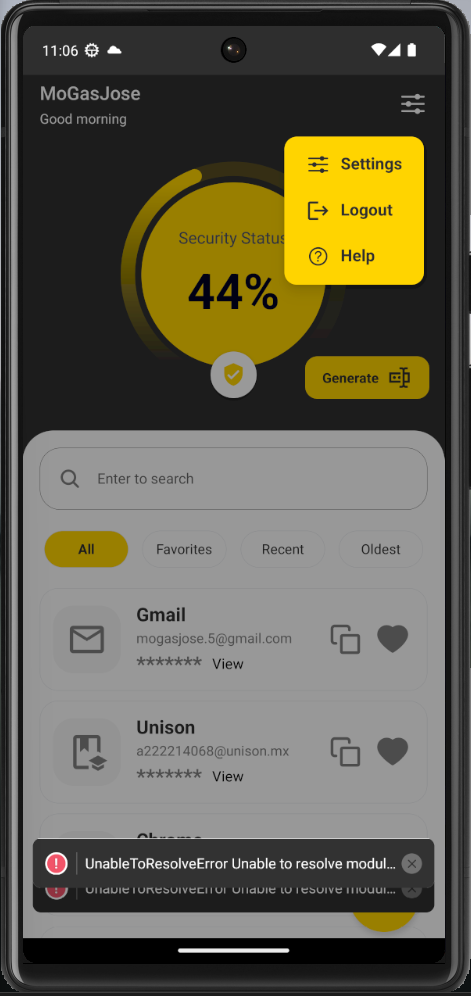 11:06
MoGasJose
Good morning
Settings
Logout
Help
Security Status
44%
Generate
Enter to search
All
Favorites
Recent
Oldest
Gmail
mogasjose.5@gmail.com
******* View
Unison
a222214068@unison.mx
******* View
Chrome
UnableToResolveError Unable to resolve modul...
UnableToResolveError Unable to resolve modul...